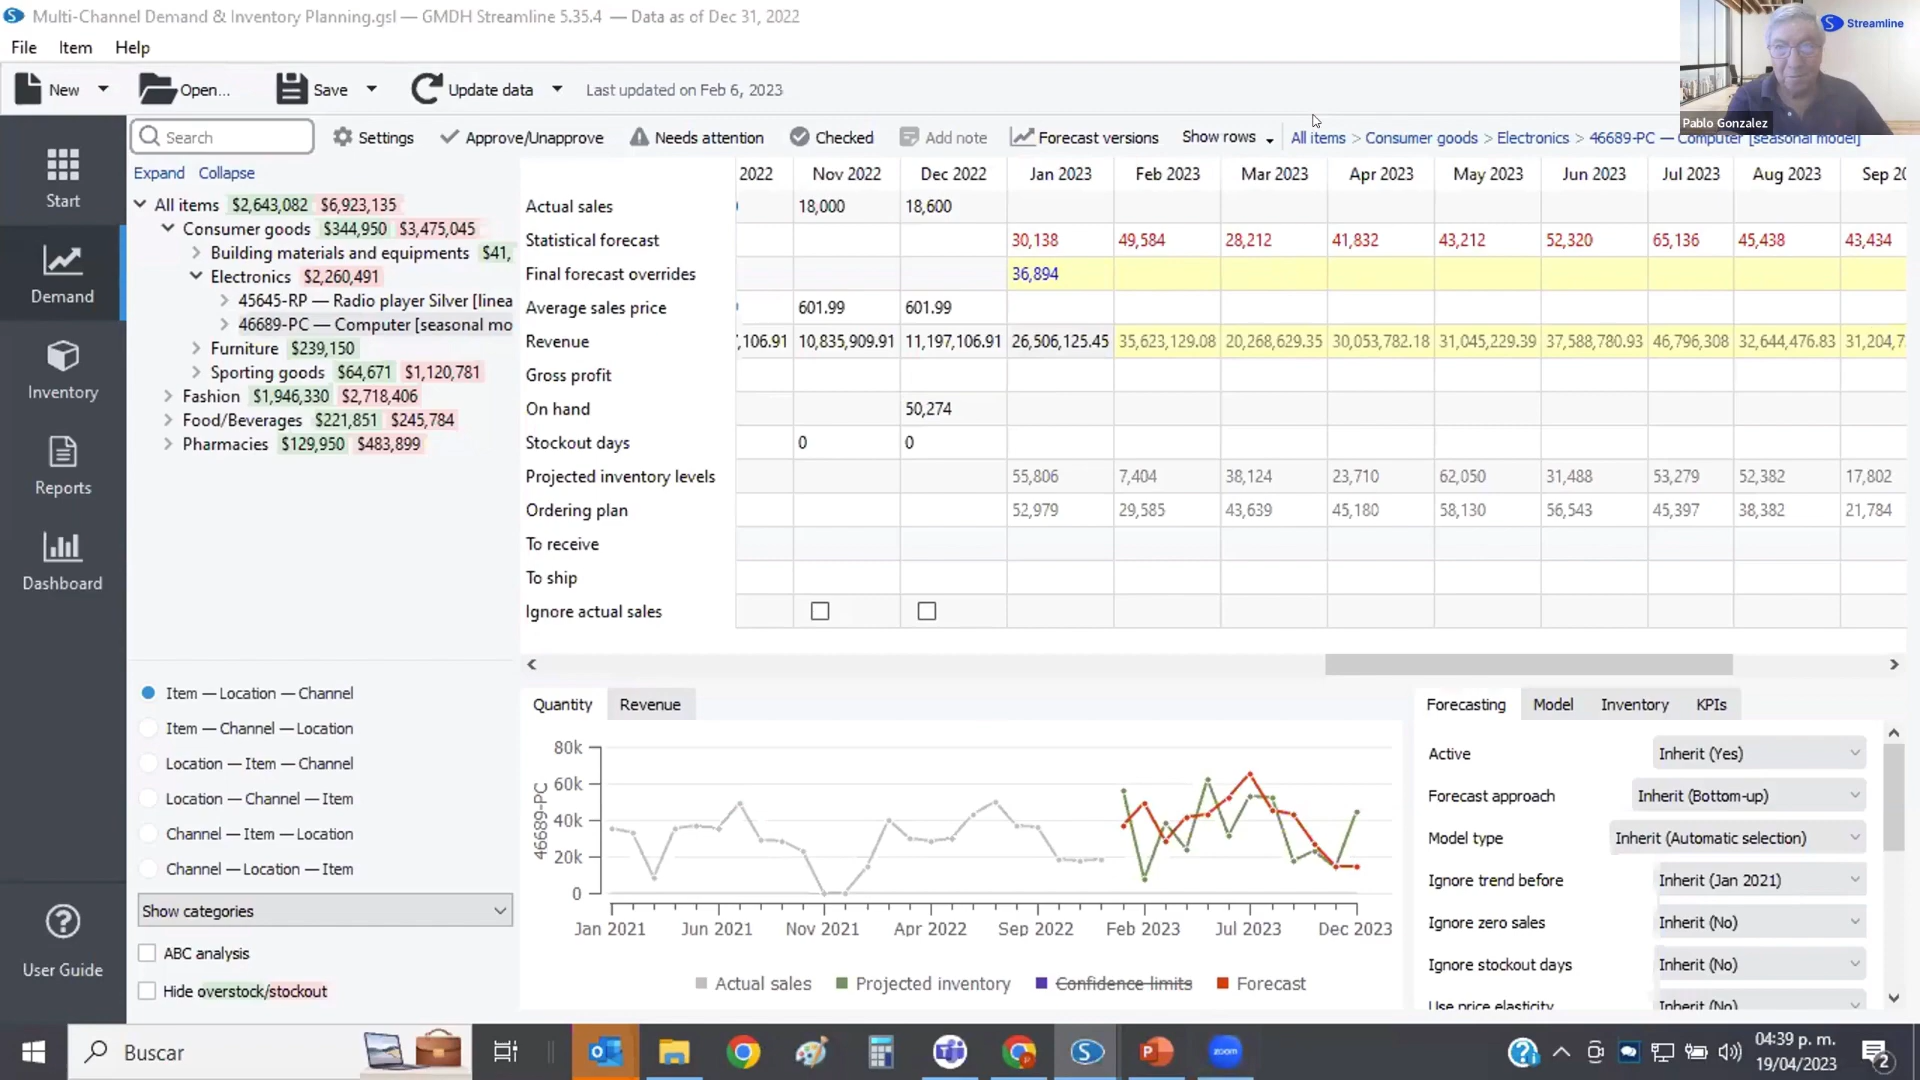 Multi-Channel Demand & Inventory Planning.gsl — GMDH Streamline 5.35.4 — Data as of Dec 31, 2022
File Item Help
New Open... Save Update data Last updated on Feb 6, 2023
Streamline
Pablo Gonzalez
Search Settings Approve/Unapprove Needs attention Checked Add note Forecast versions Show rows All items > Consumer goods > Electronics > 46689-PC — Computer [seasonal model]
Start
Demand
Inventory
Reports
Dashboard
User Guide
Expand Collapse
All items $2,643,082 $6,923,135
Consumer goods $344,950 $3,475,045
Building materials and equipments $41,
Electronics $2,260,491
45645-RP — Radio player Silver [linea
46689-PC — Computer [seasonal mo
Furniture $239,150
Sporting goods $64,671 $1,120,781
Fashion $1,946,330 $2,718,406
Food/Beverages $221,851 $245,784
Pharmacies $129,950 $483,899
Item — Location — Channel
Item — Channel — Location
Location — Item — Channel
Location — Channel — Item
Channel — Item — Location
Channel — Location — Item
Show categories
ABC analysis
Hide overstock/stockout
2022 Nov 2022 Dec 2022 Jan 2023 Feb 2023 Mar 2023 Apr 2023 May 2023 Jun 2023 Jul 2023 Aug 2023 Sep 20
Actual sales 18,000 18,600
Statistical forecast 30,138 49,584 28,212 41,832 43,212 52,320 65,136 45,438 43,434
Final forecast overrides 36,894
Average sales price 601.99 601.99
Revenue ,106.91 10,835,909.91 11,197,106.91 26,506,125.45 35,623,129.08 20,268,629.35 30,053,782.18 31,045,229.39 37,588,780.93 46,796,308 32,644,476.83 31,204,7
Gross profit
On hand 50,274
Stockout days 0 0
Projected inventory levels 55,806 7,404 38,124 23,710 62,050 31,488 53,279 52,382 17,802
Ordering plan 52,979 29,585 43,639 45,180 58,130 56,543 45,397 38,382 21,784
To receive
To ship
Ignore actual sales
Quantity Revenue
80k
60k
40k
20k
0
46689-PC
Jan 2021 Jun 2021 Nov 2021 Apr 2022 Sep 2022 Feb 2023 Jul 2023 Dec 2023
Actual sales Projected inventory Confidence limits Forecast
Forecasting Model Inventory KPIs
Active Inherit (Yes)
Forecast approach Inherit (Bottom-up)
Model type Inherit (Automatic selection)
Ignore trend before Inherit (Jan 2021)
Ignore zero sales Inherit (No)
Ignore stockout days Inherit (No)
Use price elasticity Inherit (No)
Buscar
zoom
04:39 p. m.
19/04/2023
2